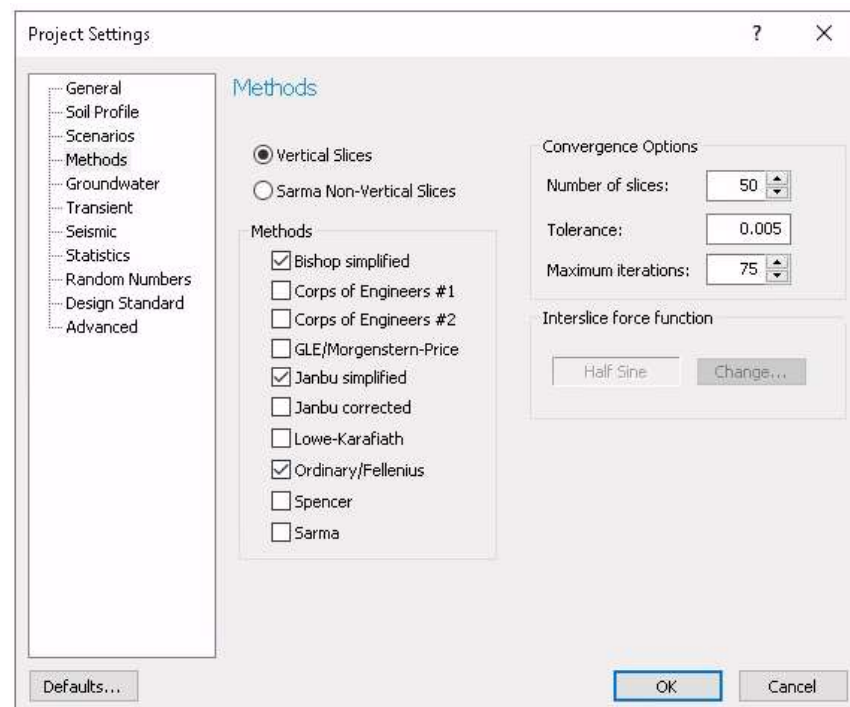 Project Settings
?
General
Soil Profile
Scenarios
Methods
Groundwater
Transient
Seismic
Statistics
Random Numbers
Design Standard
Advanced
Methods
Vertical Slices
Sarma Non-Vertical Slices
Methods
Bishop simplified
Corps of Engineers #1
Corps of Engineers #2
GLE/Morgenstern-Price
Janbu simplified
Janbu corrected
Lowe-Karafiath
Ordinary/Fellenius
Spencer
Sarma
Convergence Options
Number of slices: 50
Tolerance: 0.005
Maximum iterations: 75
Interslice force function
Half Sine Change...
Defaults... OK Cancel